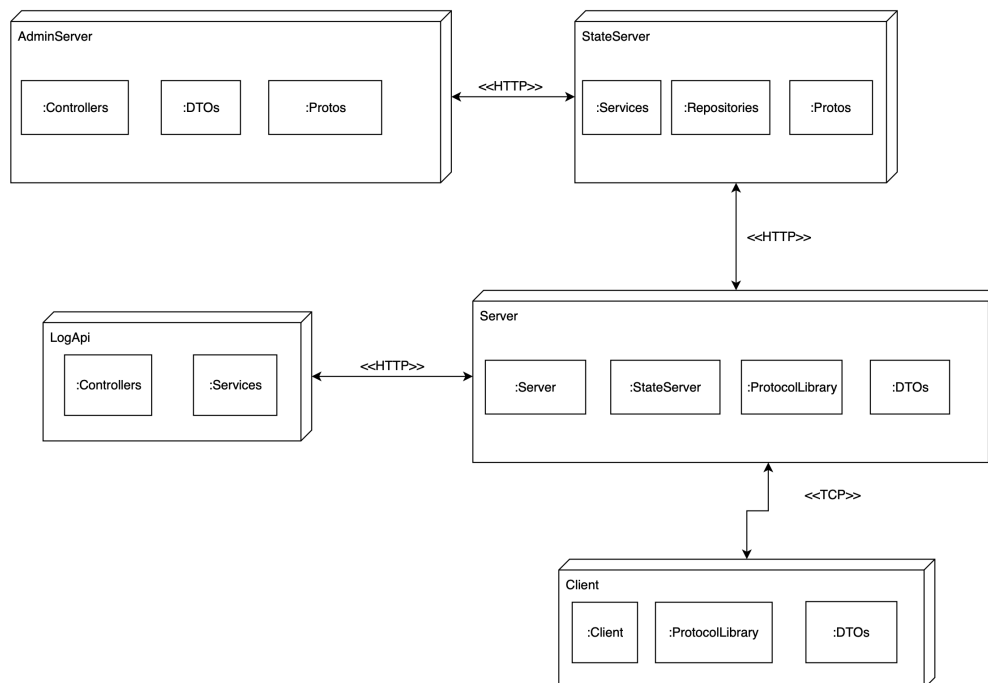 AdminServer
:Controllers
:DTOs
:Protos
<<HTTP>>
StateServer
:Services
:Repositories
:Protos
<<HTTP>>
LogApi
:Controllers
:Services
<<HTTP>>
Server
:Server
:StateServer
:ProtocolLibrary
:DTOs
<<TCP>>
Client
:Client
:ProtocolLibrary
:DTOs